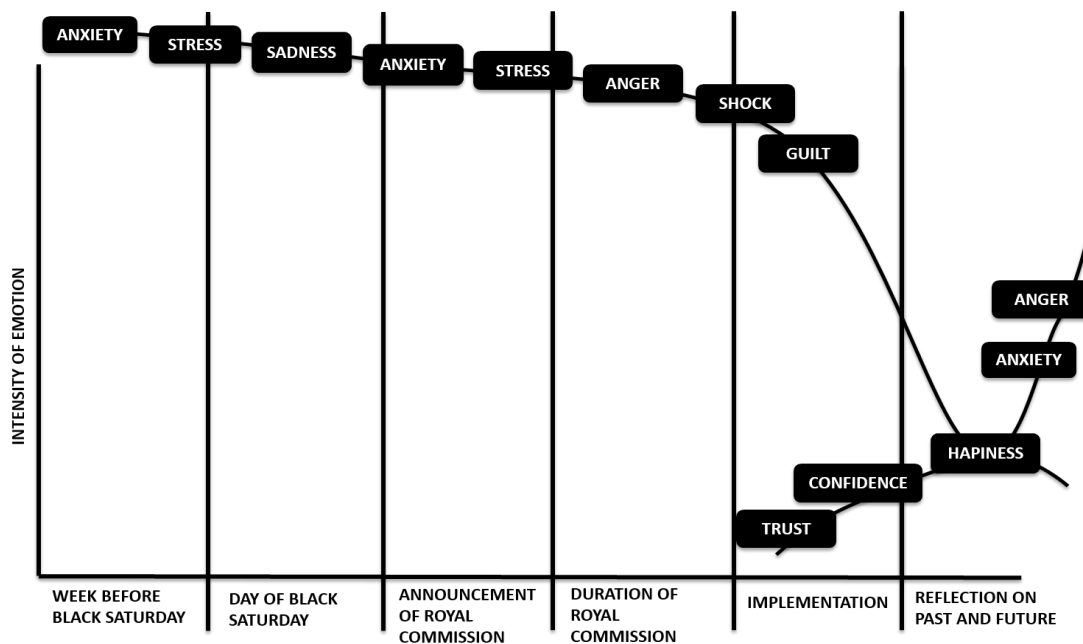 ANXIETY
STRESS
SADNESS
ANXIETY
STRESS
ANGER
SHOCK
GUILT
ANGER
ANXIETY
HAPINESS
CONFIDENCE
TRUST
INTENSITY OF EMOTION
WEEK BEFORE
BLACK SATURDAY
DAY OF BLACK
SATURDAY
ANNOUNCEMENT
OF ROYAL
COMMISSION
DURATION OF
ROYAL
COMMISSION
IMPLEMENTATION
REFLECTION ON
PAST AND FUTURE